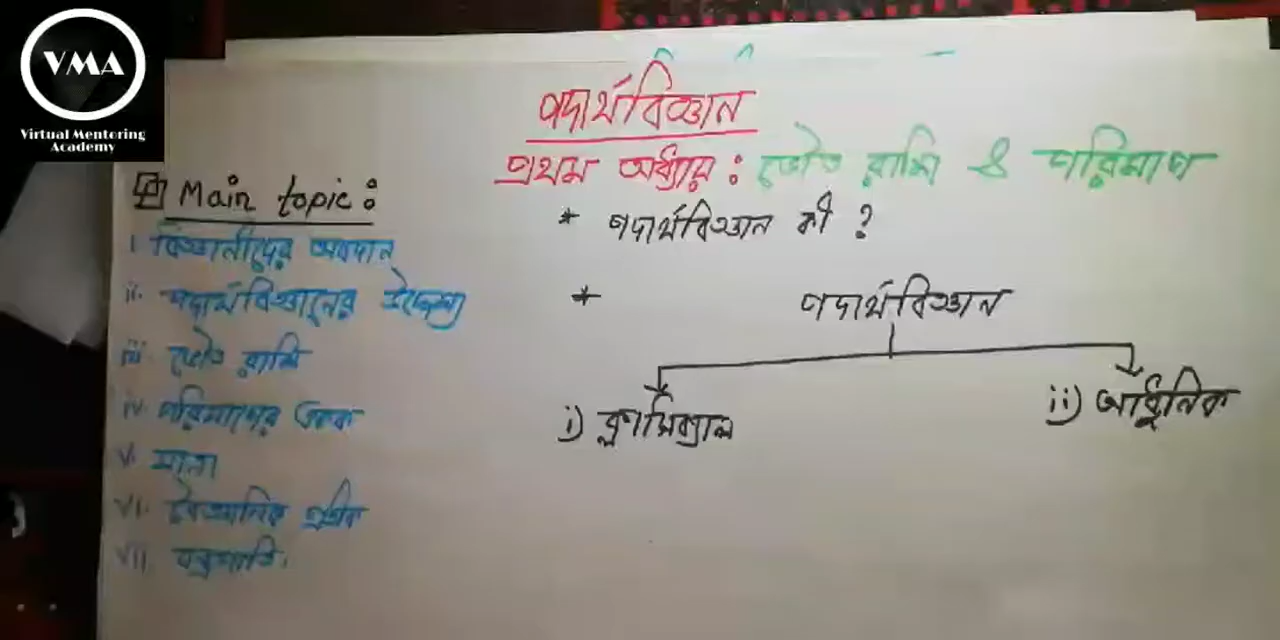 VMA
Virtual Mentoring
Academy
পদার্থবিজ্ঞান
প্রথম অধ্যায় : ভৌত রাশি ও পরিমাপ
* পদার্থবিজ্ঞান কী ?
* পদার্থবিজ্ঞান
i) ক্লাসিক্যাল
ii) আধুনিক
Main topic :
i. বিজ্ঞানীদের অবদান
ii. পদার্থবিজ্ঞানের উদ্দেশ্য
iii. ভৌত রাশি
iv. পরিমাপের একক
v. মাত্রা
vi. বৈজ্ঞানিক প্রতীক
vii. যন্ত্রপাতি।